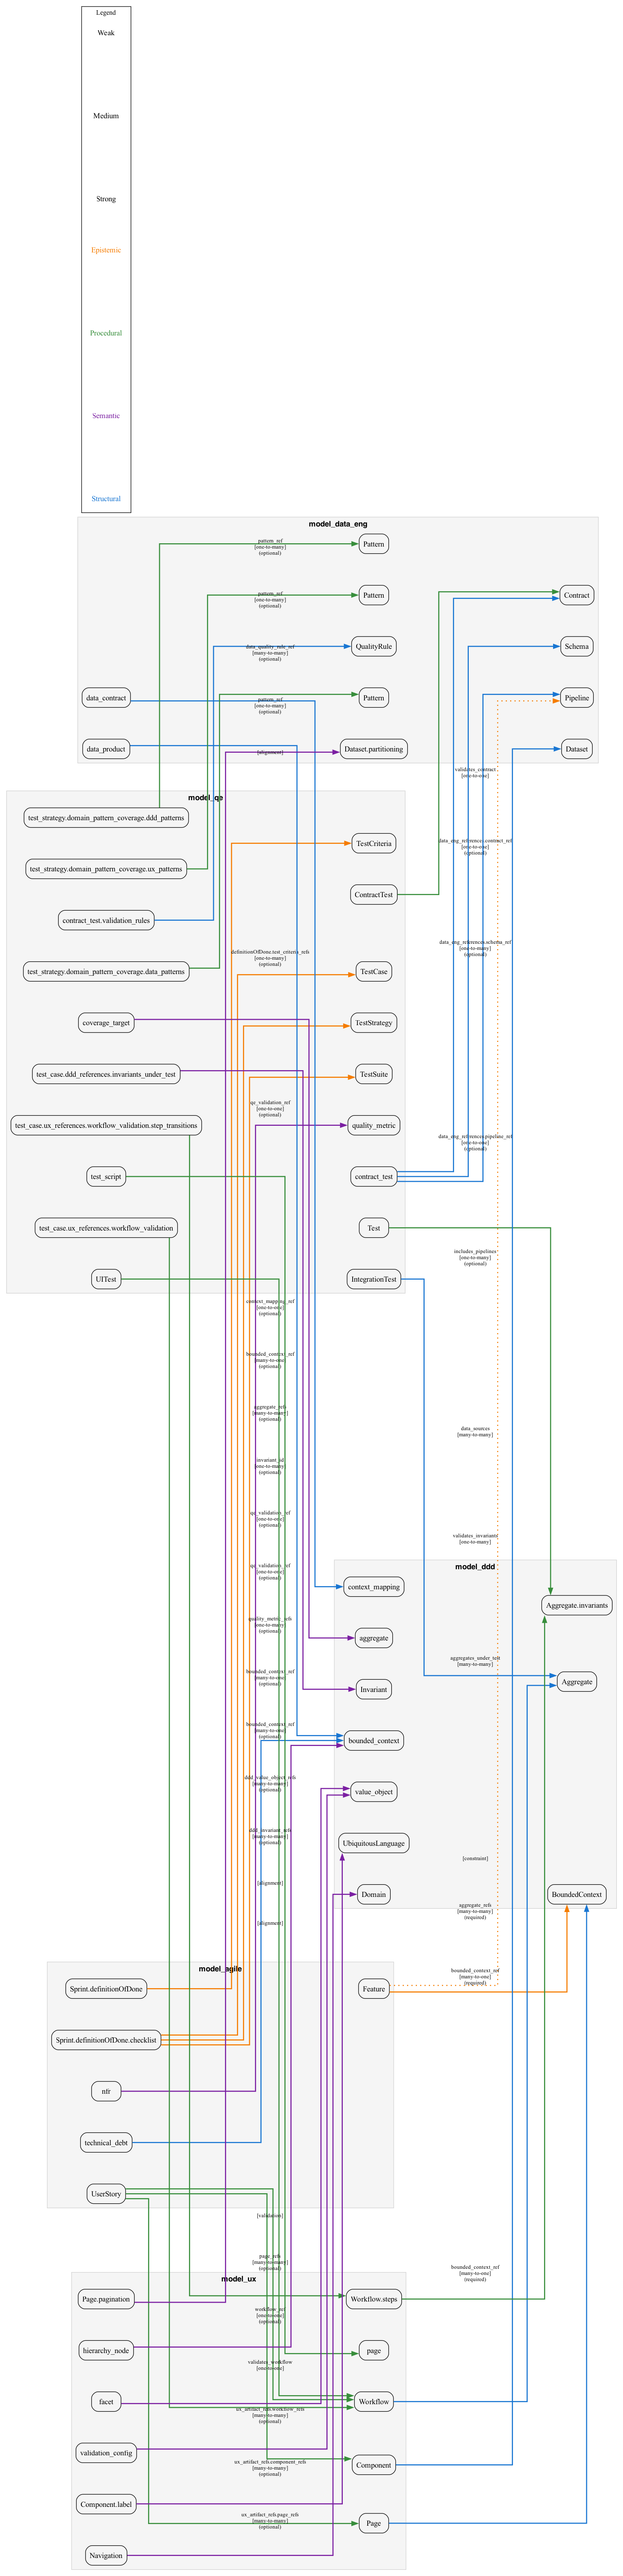 Legend
Weak
Medium
Strong
Epistemic
Procedural
Semantic
Structural
model_data_eng
pattern_ref
[one-to-many]
(optional)
Pattern
pattern_ref
[one-to-many]
(optional)
Pattern
Contract
data_quality_rule_ref
[many-to-many]
(optional)
QualityRule
Schema
data_contract
pattern_ref
[one-to-many]
(optional)
Pattern
Pipeline
data_product
[alignment]
Dataset.partitioning
Dataset
validates_contract
[one-to-one]
model_qe
test_strategy.domain_pattern_coverage.ddd_patterns
TestCriteria
data_eng_references.contract_ref
[one-to-one]
(optional)
test_strategy.domain_pattern_coverage.ux_patterns
ContractTest
contract_test.validation_rules
definitionOfDone.test_criteria_refs
[one-to-many]
(optional)
data_eng_references.schema_ref
[one-to-many]
(optional)
test_strategy.domain_pattern_coverage.data_patterns
TestCase
coverage_target
TestStrategy
test_case.ddd_references.invariants_under_test
TestSuite
qe_validation_ref
[one-to-one]
(optional)
test_case.ux_references.workflow_validation.step_transitions
quality_metric
data_eng_references.pipeline_ref
[one-to-one]
(optional)
test_script
contract_test
test_case.ux_references.workflow_validation
Test
includes_pipelines
[one-to-many]
(optional)
UITest
IntegrationTest
context_mapping_ref
[one-to-one]
(optional)
bounded_context_ref
[many-to-one]
(optional)
aggregate_refs
[many-to-many]
(optional)
data_sources
[many-to-many]
invariant_id
[one-to-many]
(optional)
qe_validation_ref
[one-to-one]
(optional)
validates_invariants
[one-to-many]
model_ddd
qe_validation_ref
[one-to-one]
(optional)
context_mapping
Aggregate.invariants
quality_metric_refs
[one-to-many]
(optional)
aggregate
aggregates_under_test
[many-to-many]
bounded_context_ref
[many-to-one]
(optional)
Invariant
Aggregate
bounded_context_ref
[many-to-one]
(optional)
bounded_context
ddd_value_object_refs
[many-to-many]
(optional)
value_object
ddd_invariant_refs
[many-to-many]
(optional)
UbiquitousLanguage
[constraint]
[alignment]
Domain
BoundedContext
aggregate_refs
[many-to-many]
(required)
[alignment]
model_agile
bounded_context_ref
[many-to-one]
(required)
Sprint.definitionOfDone
Feature
Sprint.definitionOfDone.checklist
nfr
technical_debt
UserStory
[validation]
page_refs
[many-to-many]
(optional)
bounded_context_ref
[many-to-one]
(required)
model_ux
Page.pagination
Workflow.steps
workflow_ref
[one-to-one]
(optional)
hierarchy_node
page
validates_workflow
[one-to-one]
facet
Workflow
ux_artifact_refs.workflow_refs
[many-to-many]
(optional)
validation_config
ux_artifact_refs.component_refs
[many-to-many]
(optional)
Component
Component.label
ux_artifact_refs.page_refs
[many-to-many]
(optional)
Page
Navigation